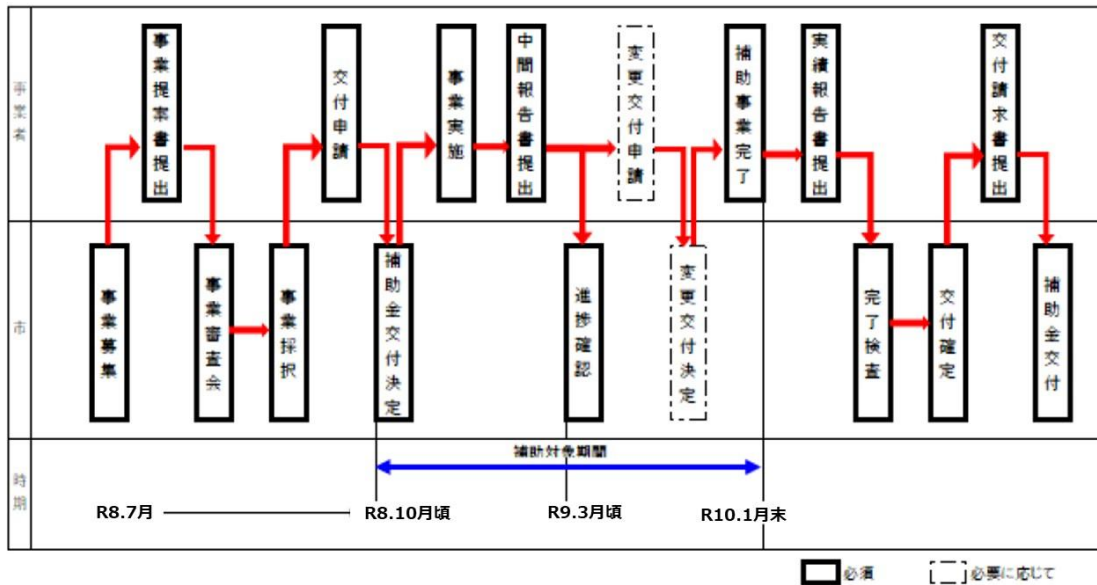 事業者
事業提案書提出
交付申請
事業実施
中間報告書提出
変更交付申請
補助事業完了
実績報告書提出
交付請求書提出
市
事業募集
事業審査会
事業採択
補助金交付決定
進捗確認
変更交付決定
完了検査
交付確定
補助金交付
時期
補助対象期間
R8.7月
R8.10月頃
R9.3月頃
R10.1月末
必須
必要に応じて